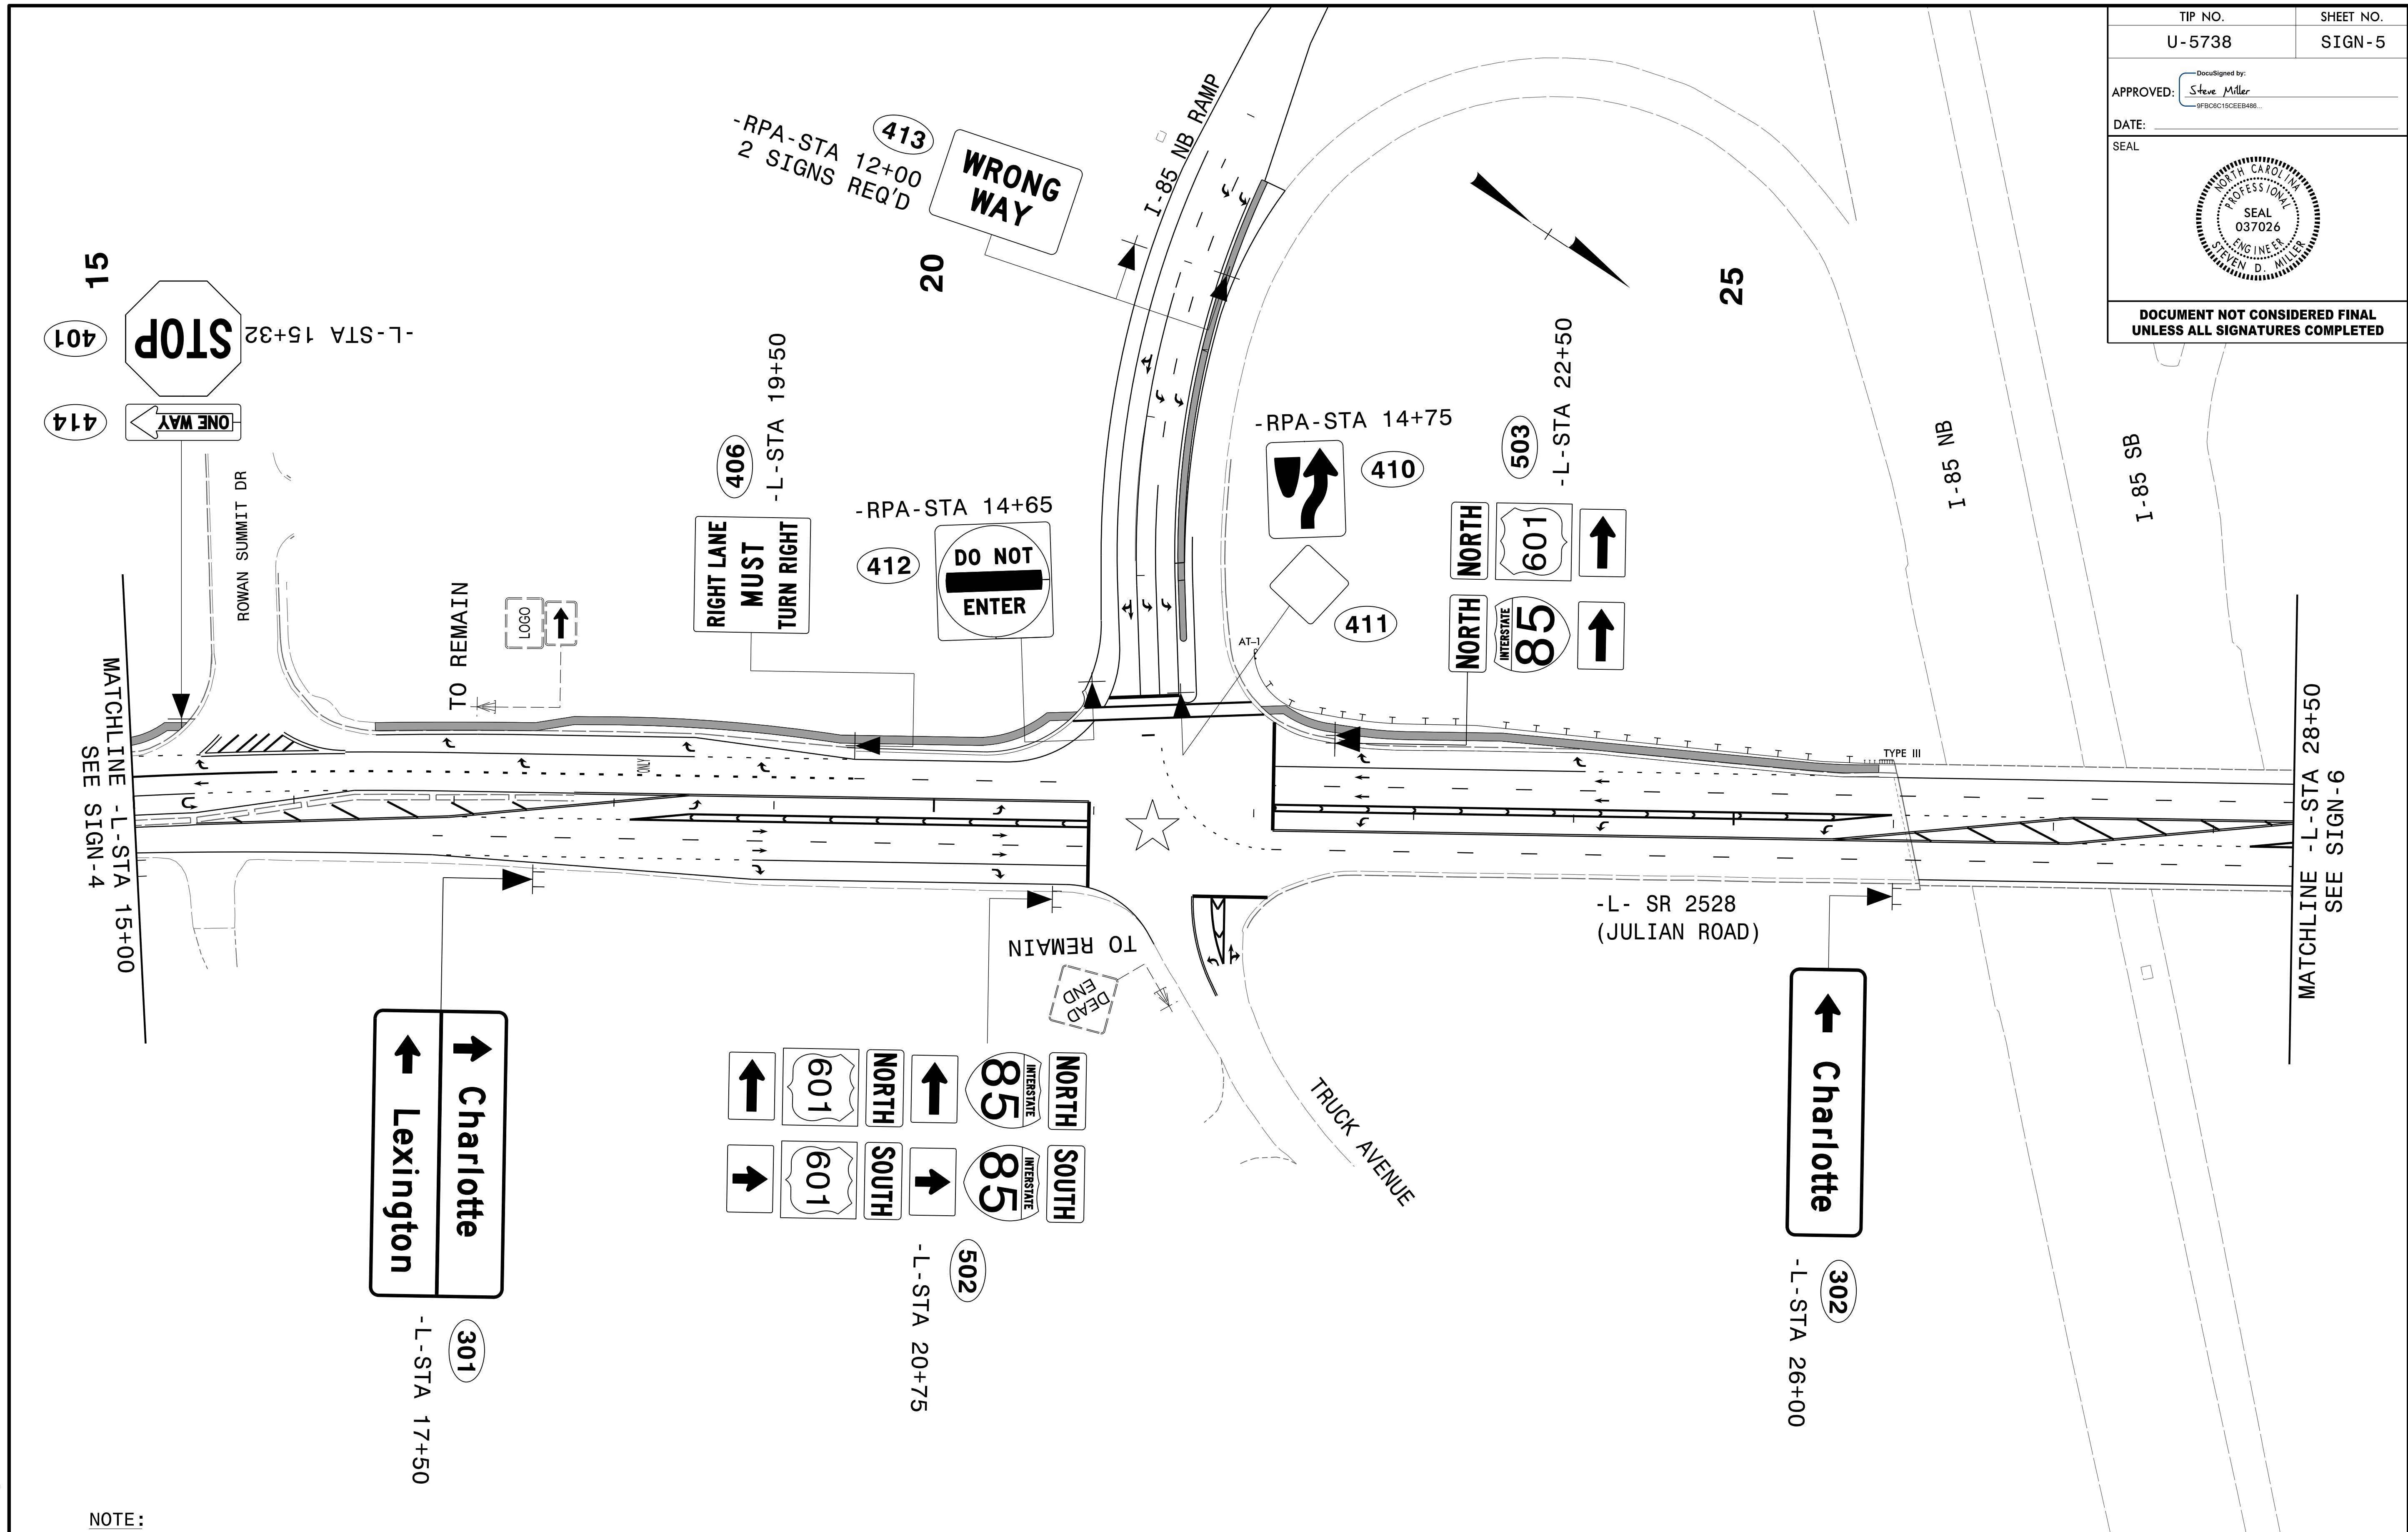 TIP NO.
SHEET NO.
U-5738
SIGN-5
DocuSigned by:
APPROVED: Steve Miller
9FBC6C15CEEB486...
DATE:
SEAL
NORTH CAROLINA
PROFESSIONAL
SEAL
037026
ENGINEER
STEVEN D. MILLER
DOCUMENT NOT CONSIDERED FINAL
UNLESS ALL SIGNATURES COMPLETED
15
20
25
401
STOP
-L-STA 15+32
414
ONE WAY
ROWAN SUMMIT DR
MATCHLINE -L-STA 15+00
SEE SIGN-4
TO REMAIN
LOGO
413
-RPA-STA 12+00
2 SIGNS REQ'D
WRONG
WAY
I-85 NB RAMP
406
-L-STA 19+50
RIGHT LANE
MUST
TURN RIGHT
-RPA-STA 14+65
412
DO NOT
ENTER
-RPA-STA 14+75
410
411
AT-1
503
-L-STA 22+50
NORTH
601
NORTH
INTERSTATE
85
I-85 NB
I-85 SB
ONLY
TYPE III
MATCHLINE -L-STA 28+50
SEE SIGN-6
-L- SR 2528
(JULIAN ROAD)
TO REMAIN
DEAD
END
TRUCK AVENUE
Charlotte
Lexington
301
-L-STA 17+50
NORTH
SOUTH
INTERSTATE
85
INTERSTATE
85
NORTH
SOUTH
601
601
502
-L-STA 20+75
Charlotte
302
-L-STA 26+00
NOTE: